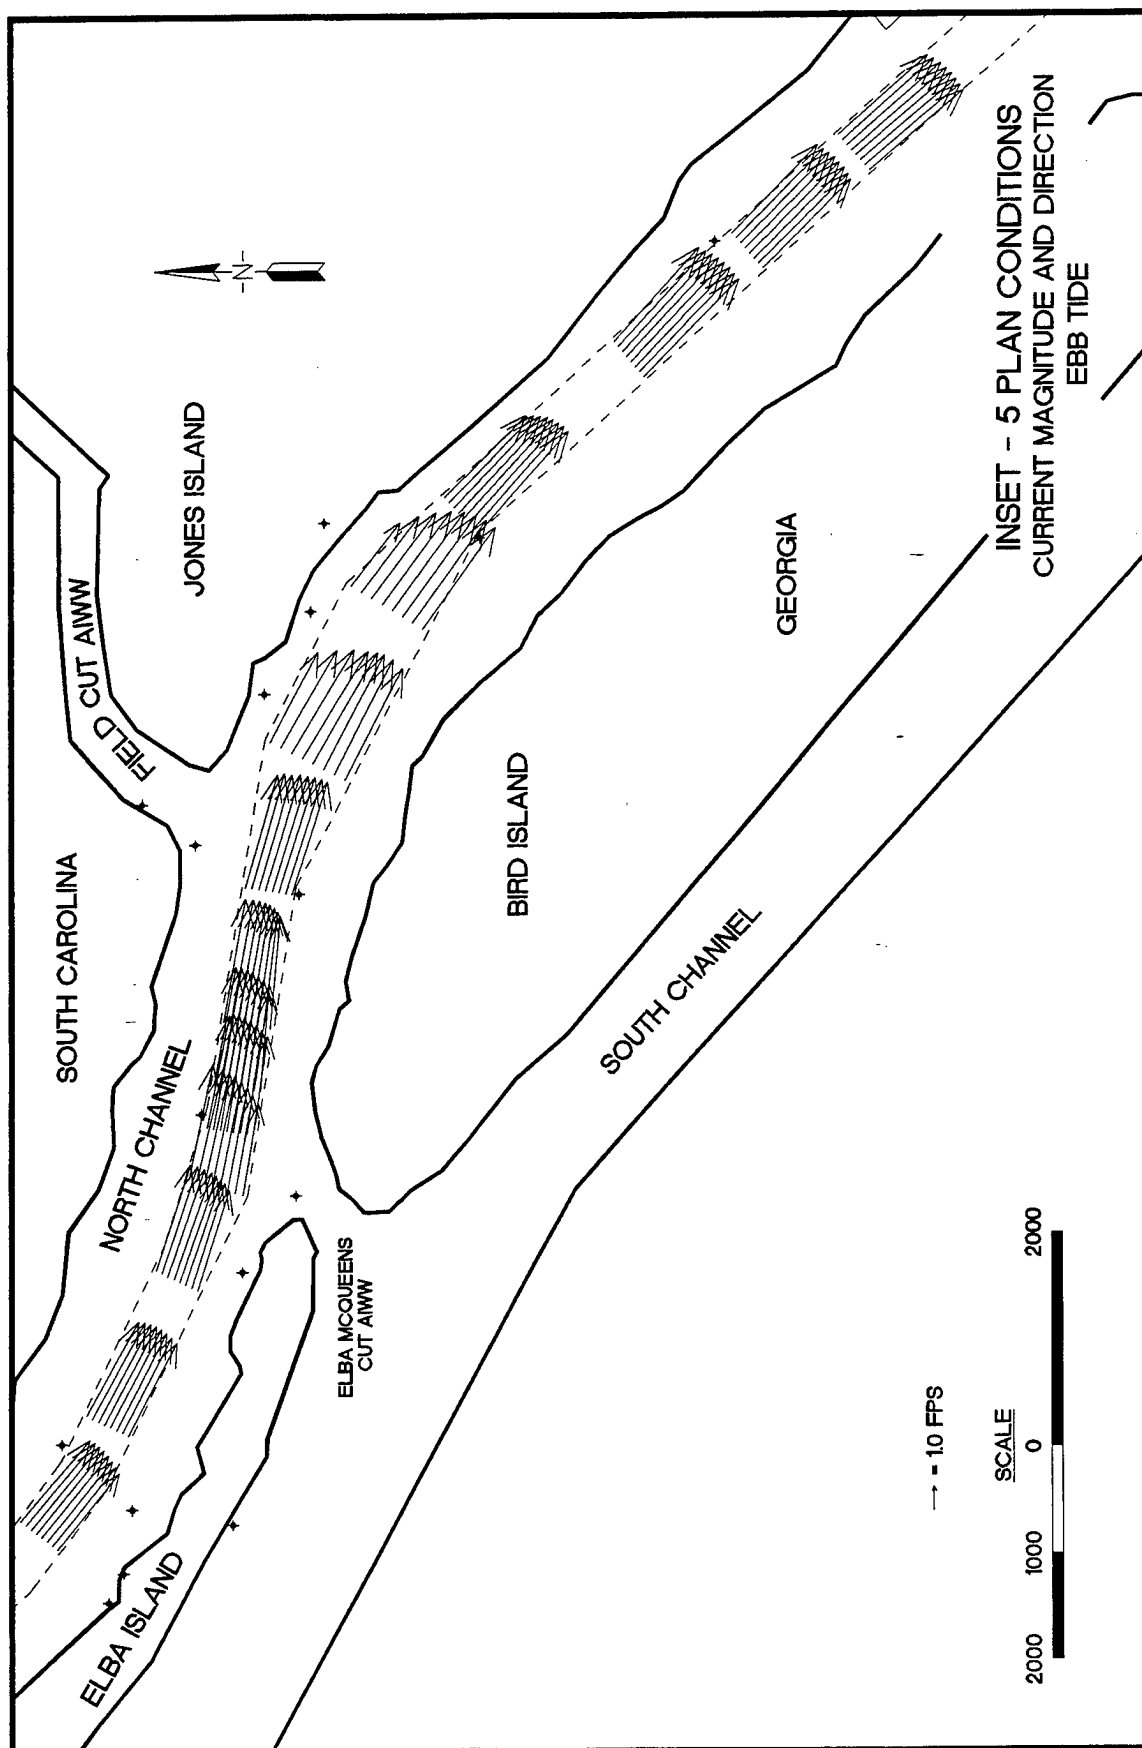 SOUTH CAROLINA
FIELD CUT AIWW
JONES ISLAND
N
NORTH CHANNEL
ELBA ISLAND
ELBA MCQUEENS
CUT AIWW
BIRD ISLAND
GEORGIA
SOUTH CHANNEL
= 1.0 FPS
SCALE
2000 1000 0 2000
INSET - 5 PLAN CONDITIONS
CURRENT MAGNITUDE AND DIRECTION
EBB TIDE